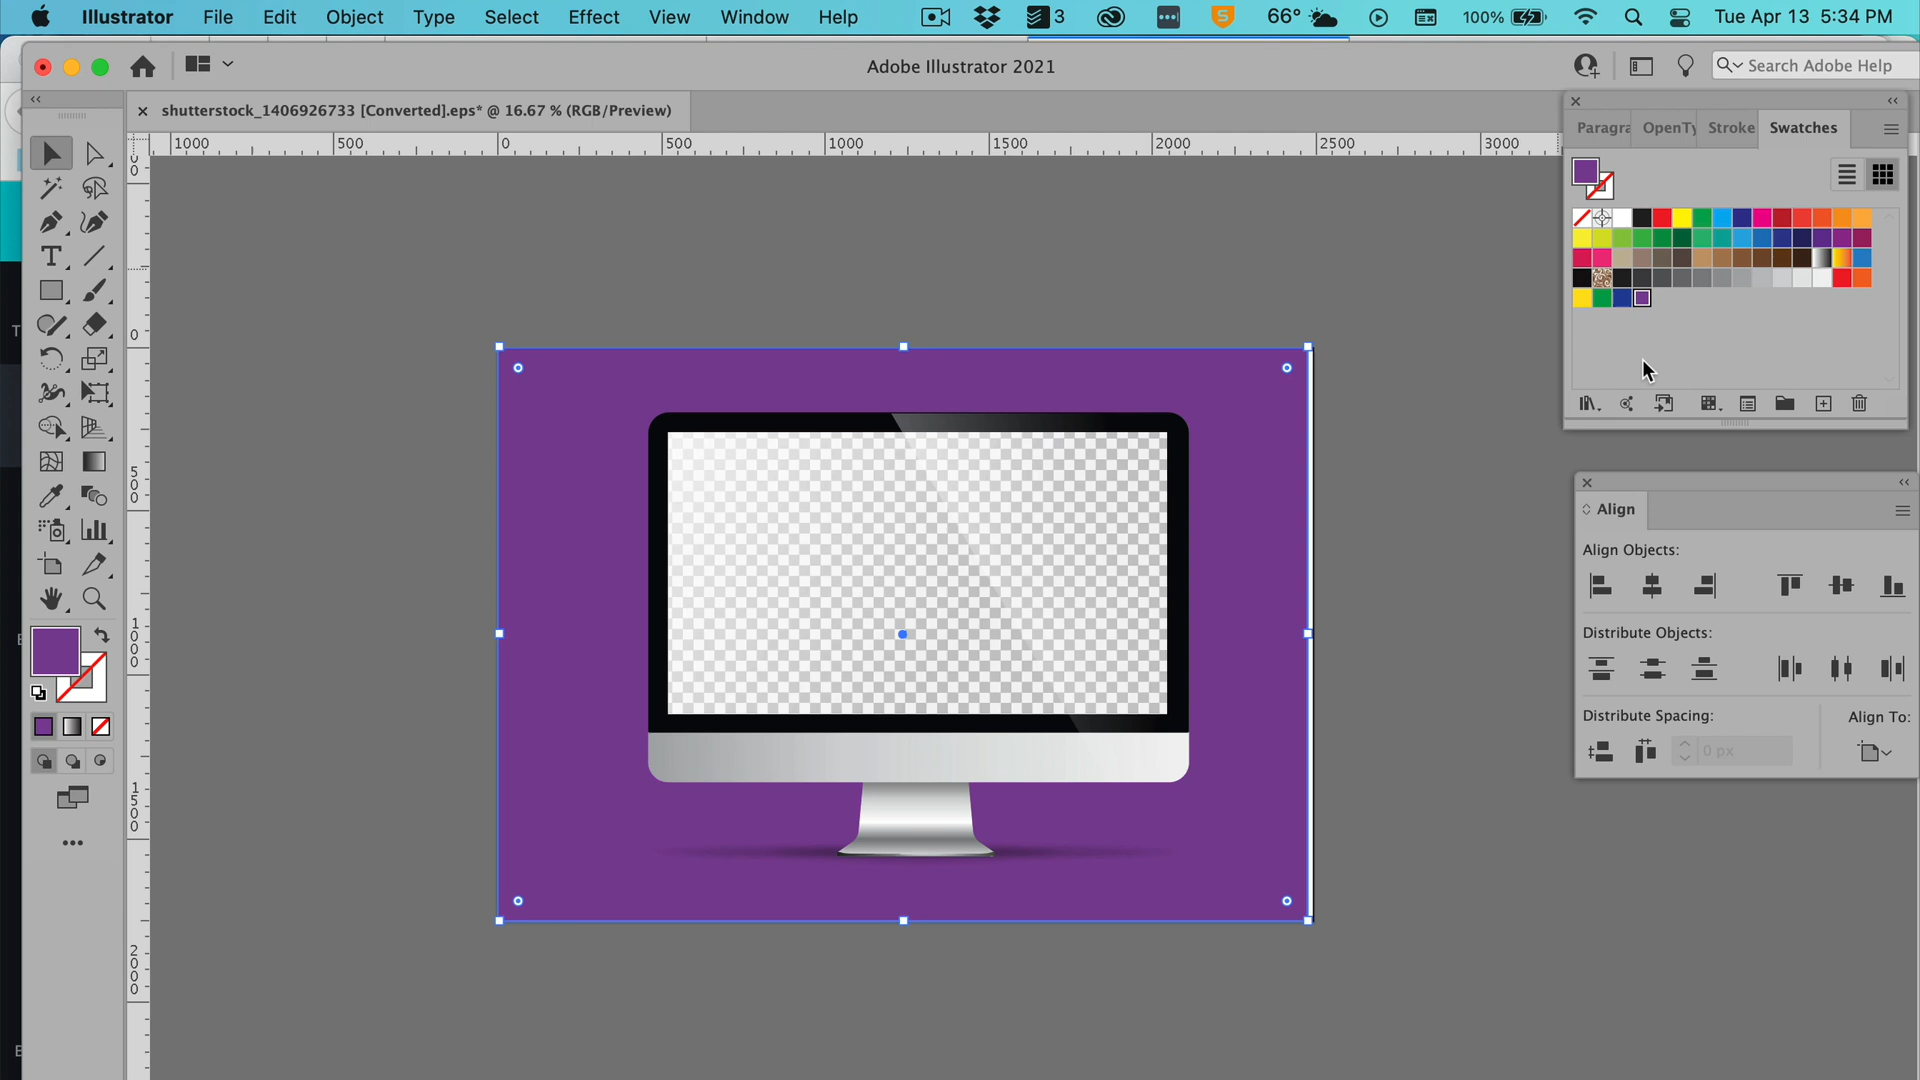 Illustrator File Edit Object Type Select Effect View Window Help 3 66° 100% Tue Apr 13 5:34 PM
Adobe Illustrator 2021
Search Adobe Help
shutterstock_1406926733 [Converted].eps* @ 16.67 % (RGB/Preview)
1000 500 0 500 1000 1500 2000 2500 3000
Paragra OpenTy Stroke Swatches
0
0
500
1000
1500
2000
Align
Align Objects:
Distribute Objects:
Distribute Spacing: Align To:
0 px